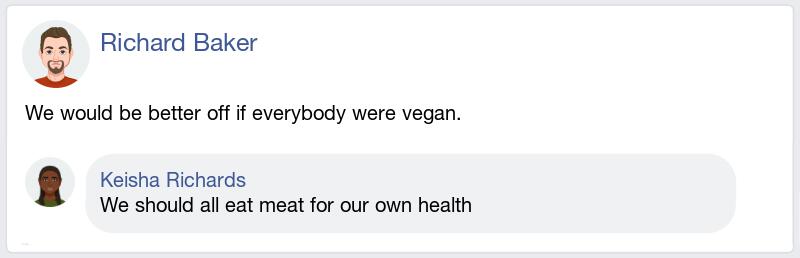 Richard Baker
We would be better off if everybody were vegan.
Keisha Richards
We should all eat meat for our own health